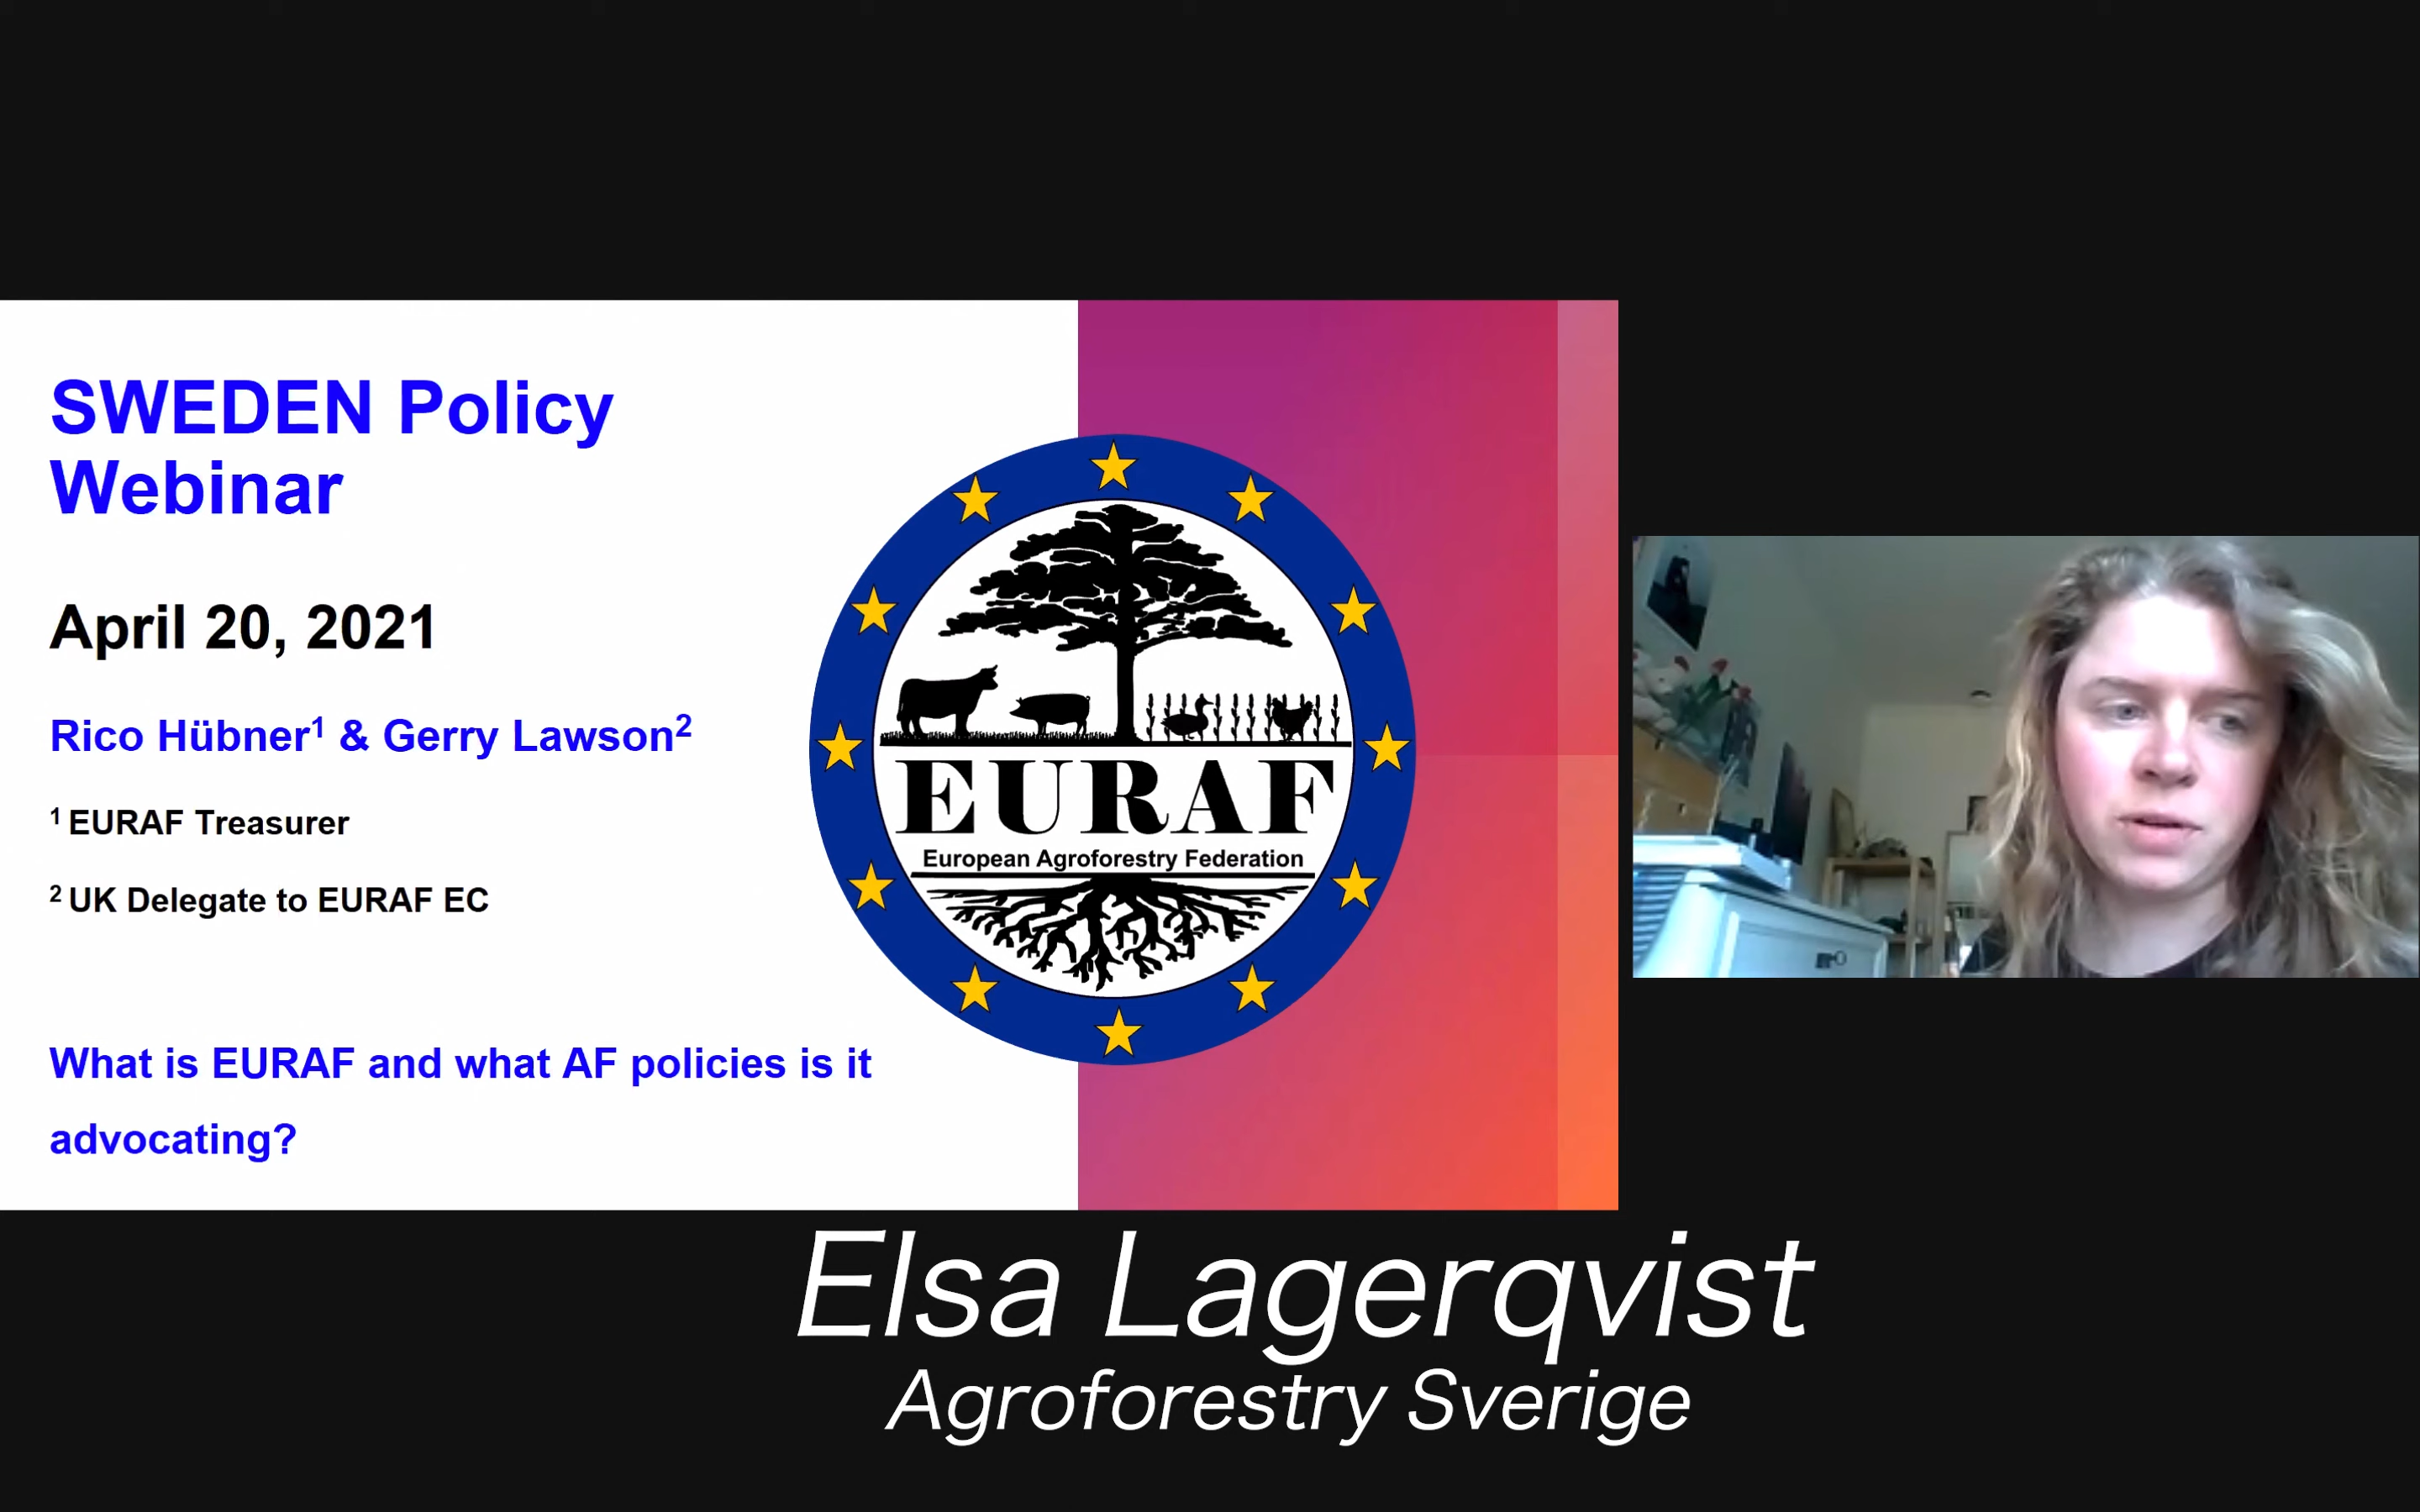 SWEDEN Policy
Webinar
April 20, 2021
Rico Hübner¹ & Gerry Lawson²
¹ EURAF Treasurer
² UK Delegate to EURAF EC
What is EURAF and what AF policies is it
advocating?
EURAF
European Agroforestry Federation
Elsa Lagerqvist
Agroforestry Sverige